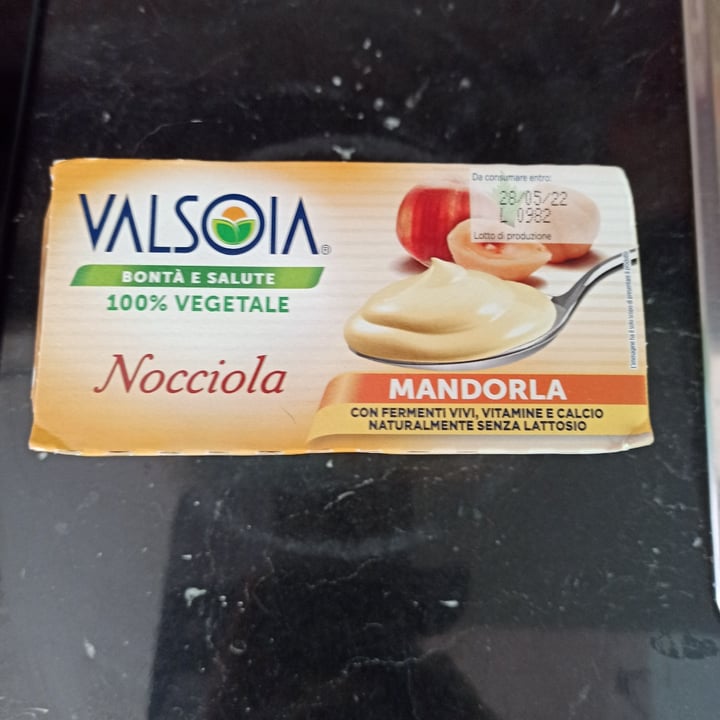 VALSOIA®
BONTÀ E SALUTE
100% VEGETALE
Nocciola
Da consumare entro:
28/05/22
L 0982
Lotto di produzione
MANDORLA
CON FERMENTI VIVI, VITAMINE E CALCIO
NATURALMENTE SENZA LATTOSIO